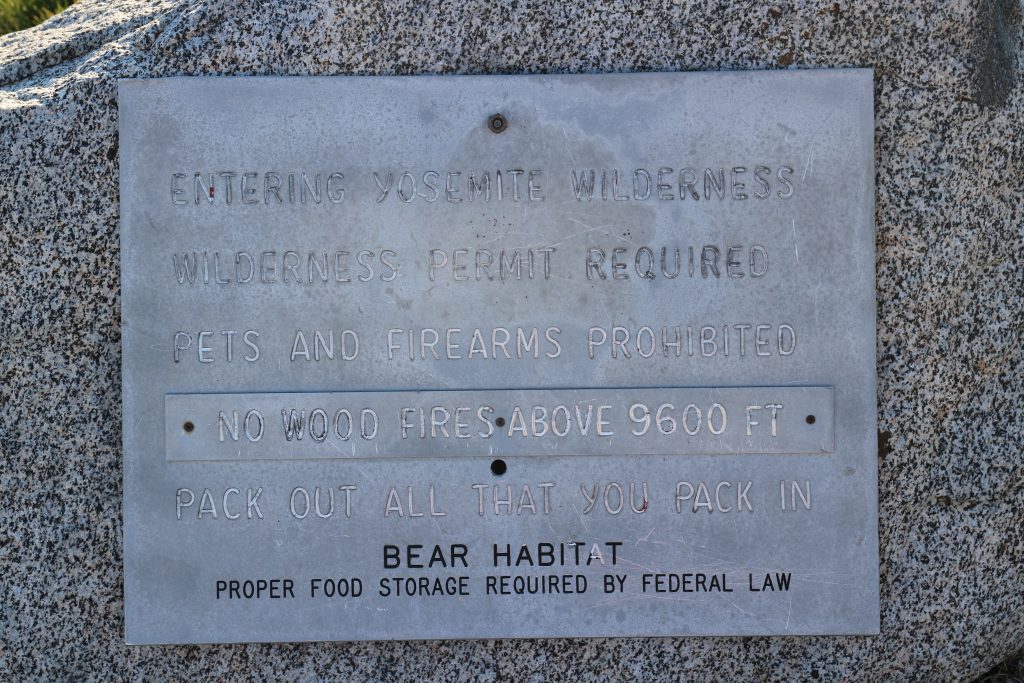 ENTERING YOSEMITE WILDERNESS
WILDERNESS PERMIT REQUIRED
PETS AND FIREARMS PROHIBITED
NO WOOD FIRES ABOVE 9600 FT
PACK OUT ALL THAT YOU PACK IN
BEAR HABITAT
PROPER FOOD STORAGE REQUIRED BY FEDERAL LAW